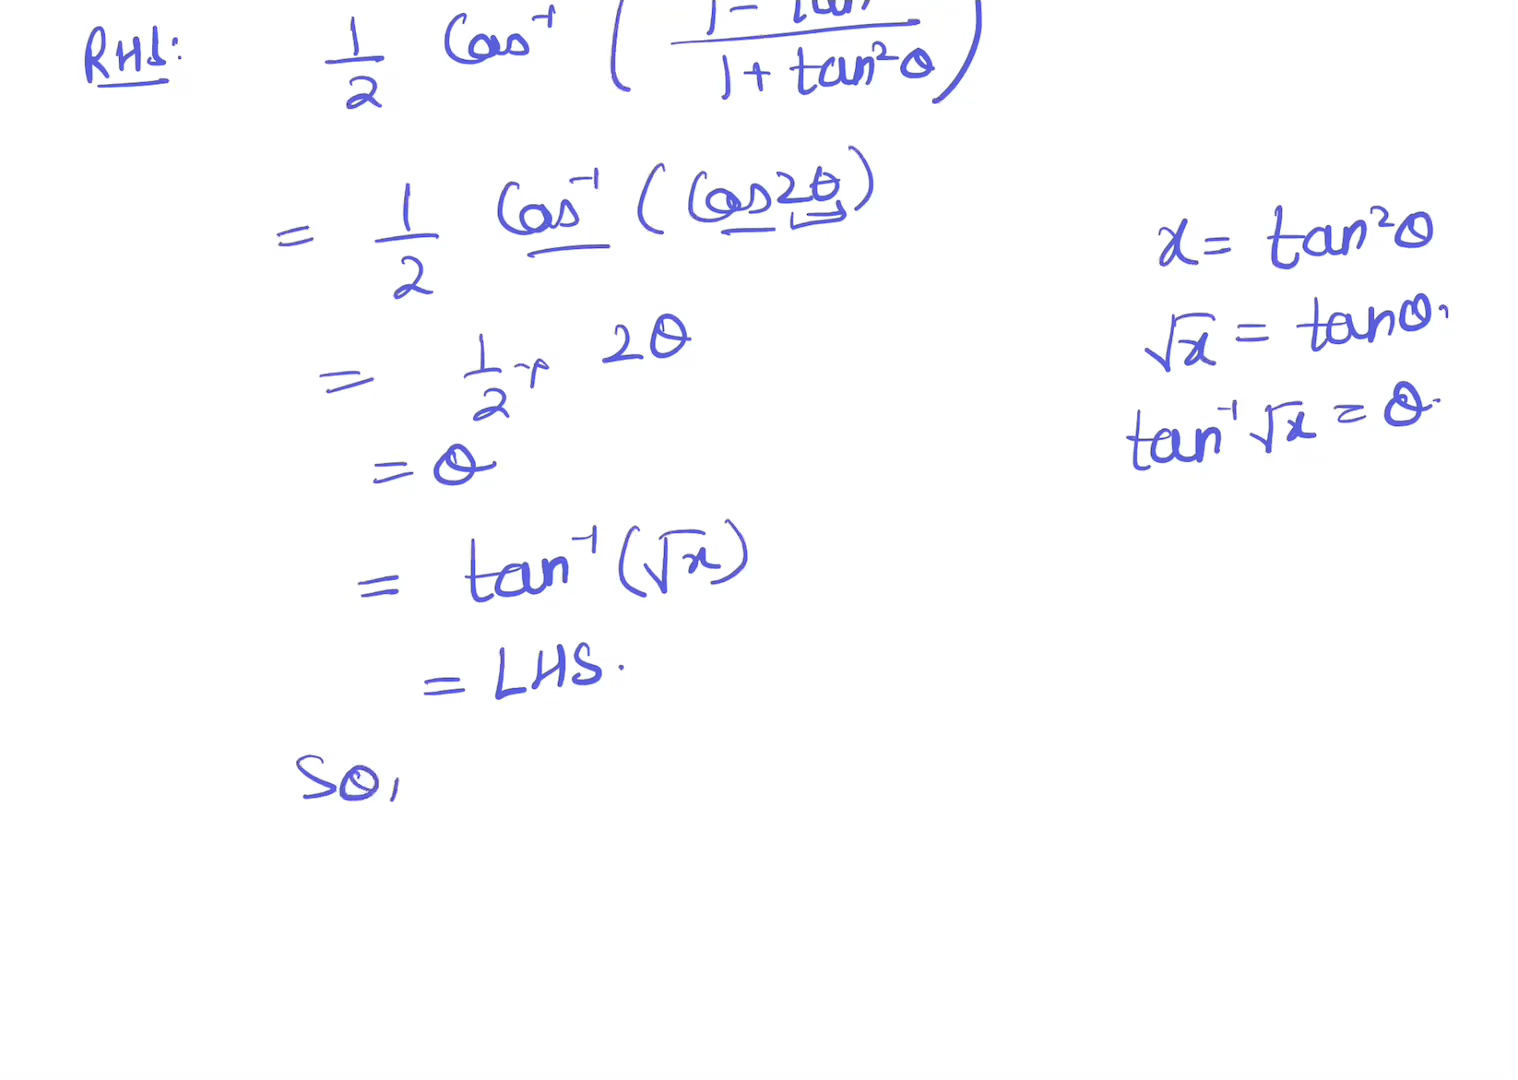 RHS: 1/2 Cos⁻¹ ( 1 - tan / 1 + tan²θ )
= 1/2 Cos⁻¹ ( Cos2θ )
= 1/2 × 2θ
= θ
= tan⁻¹ (√x)
= LHS.
So,
x = tan²θ
√x = tanθ,
tan⁻¹ √x = θ.